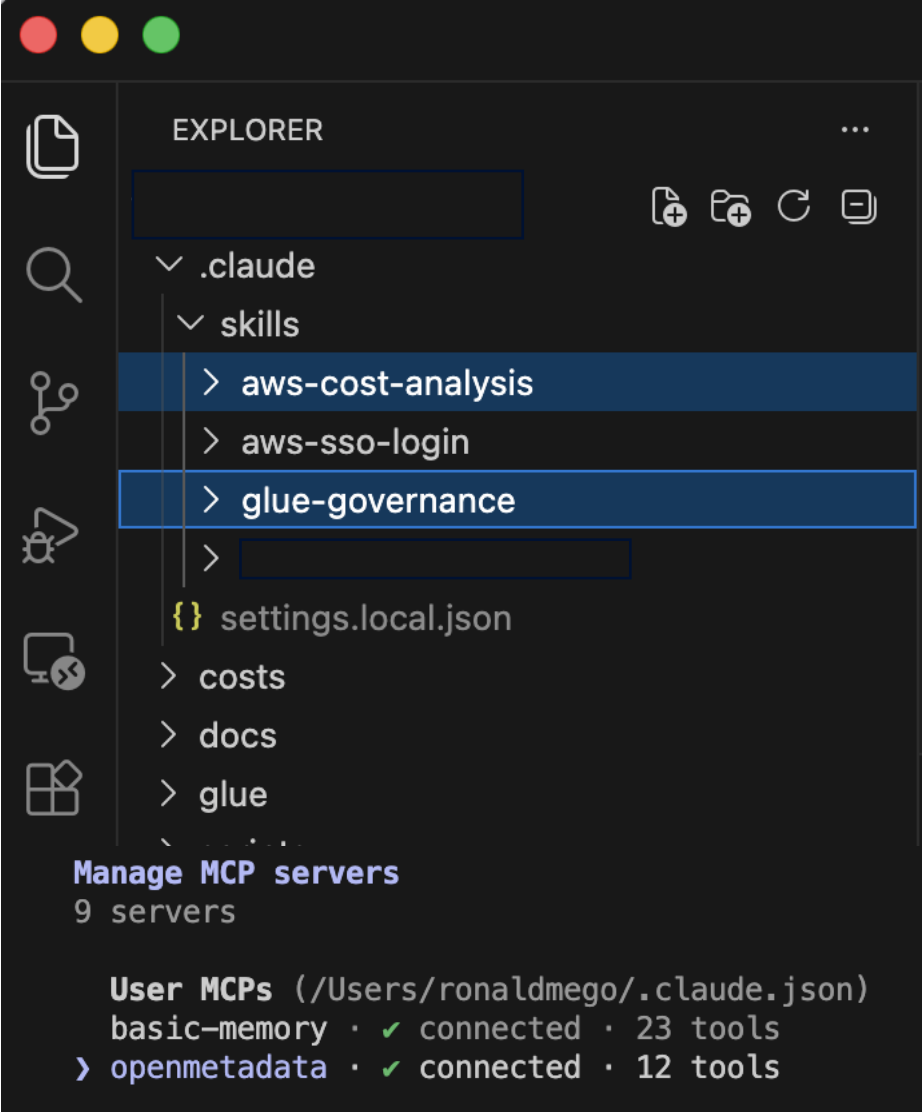 EXPLORER
.claude
skills
aws-cost-analysis
aws-sso-login
glue-governance
{} settings.local.json
costs
docs
glue
Manage MCP servers
9 servers
User MCPs (/Users/ronaldmego/.claude.json)
basic-memory · ✔ connected · 23 tools
❯ openmetadata · ✔ connected · 12 tools